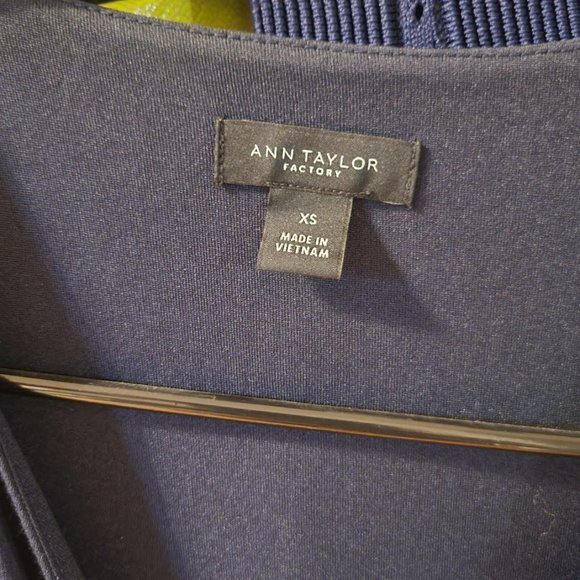 ANN TAYLOR
FACTORY
XS
MADE IN
VIETNAM